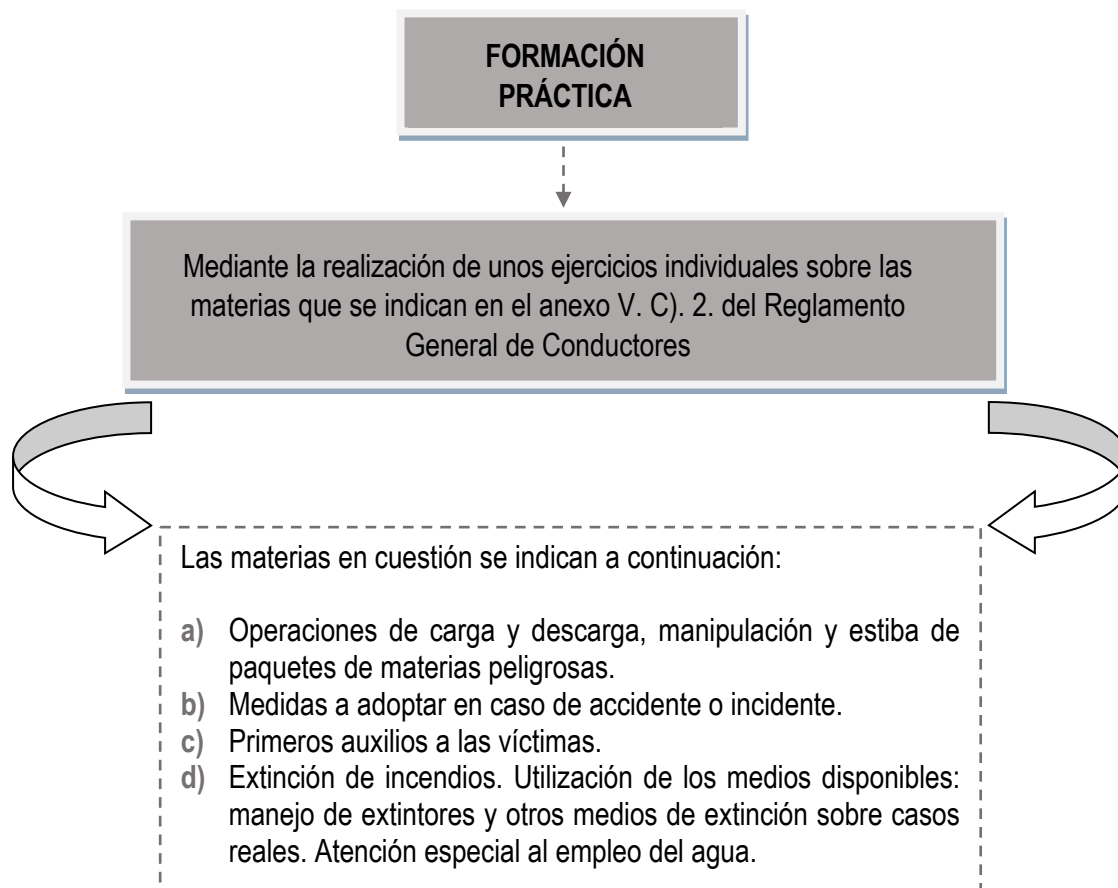 FORMACIÓN
PRÁCTICA
Mediante la realización de unos ejercicios individuales sobre las
materias que se indican en el anexo V. C). 2. del Reglamento
General de Conductores
Las materias en cuestión se indican a continuación:
a) Operaciones de carga y descarga, manipulación y estiba de
paquetes de materias peligrosas.
b) Medidas a adoptar en caso de accidente o incidente.
c) Primeros auxilios a las víctimas.
d) Extinción de incendios. Utilización de los medios disponibles:
manejo de extintores y otros medios de extinción sobre casos
reales. Atención especial al empleo del agua.